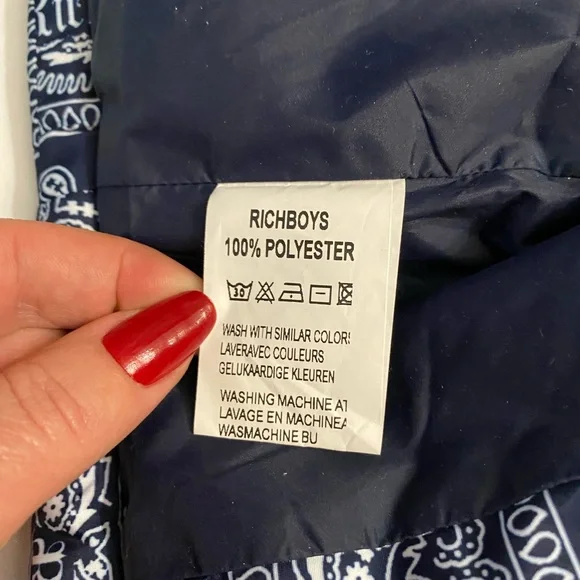 RICHBOYS
100% POLYESTER
30
WASH WITH SIMILAR COLORS
LAVERAVEC COULEURS
GELUKAARDIGE KLEUREN
WASHING MACHINE AT
LAVAGE EN MACHINEA
WASMACHINE BU